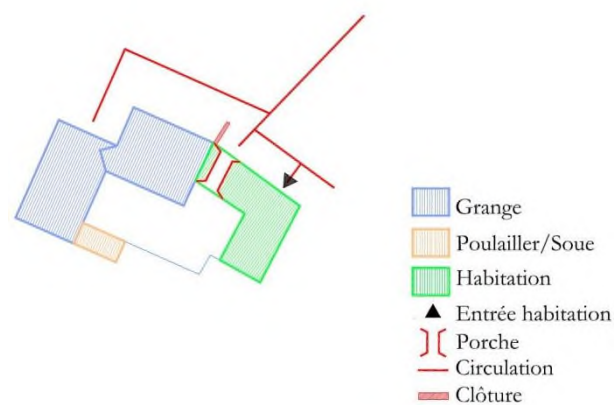 Grange
Poulailler/Soue
Habitation
Entrée habitation
Porche
Circulation
Clôture